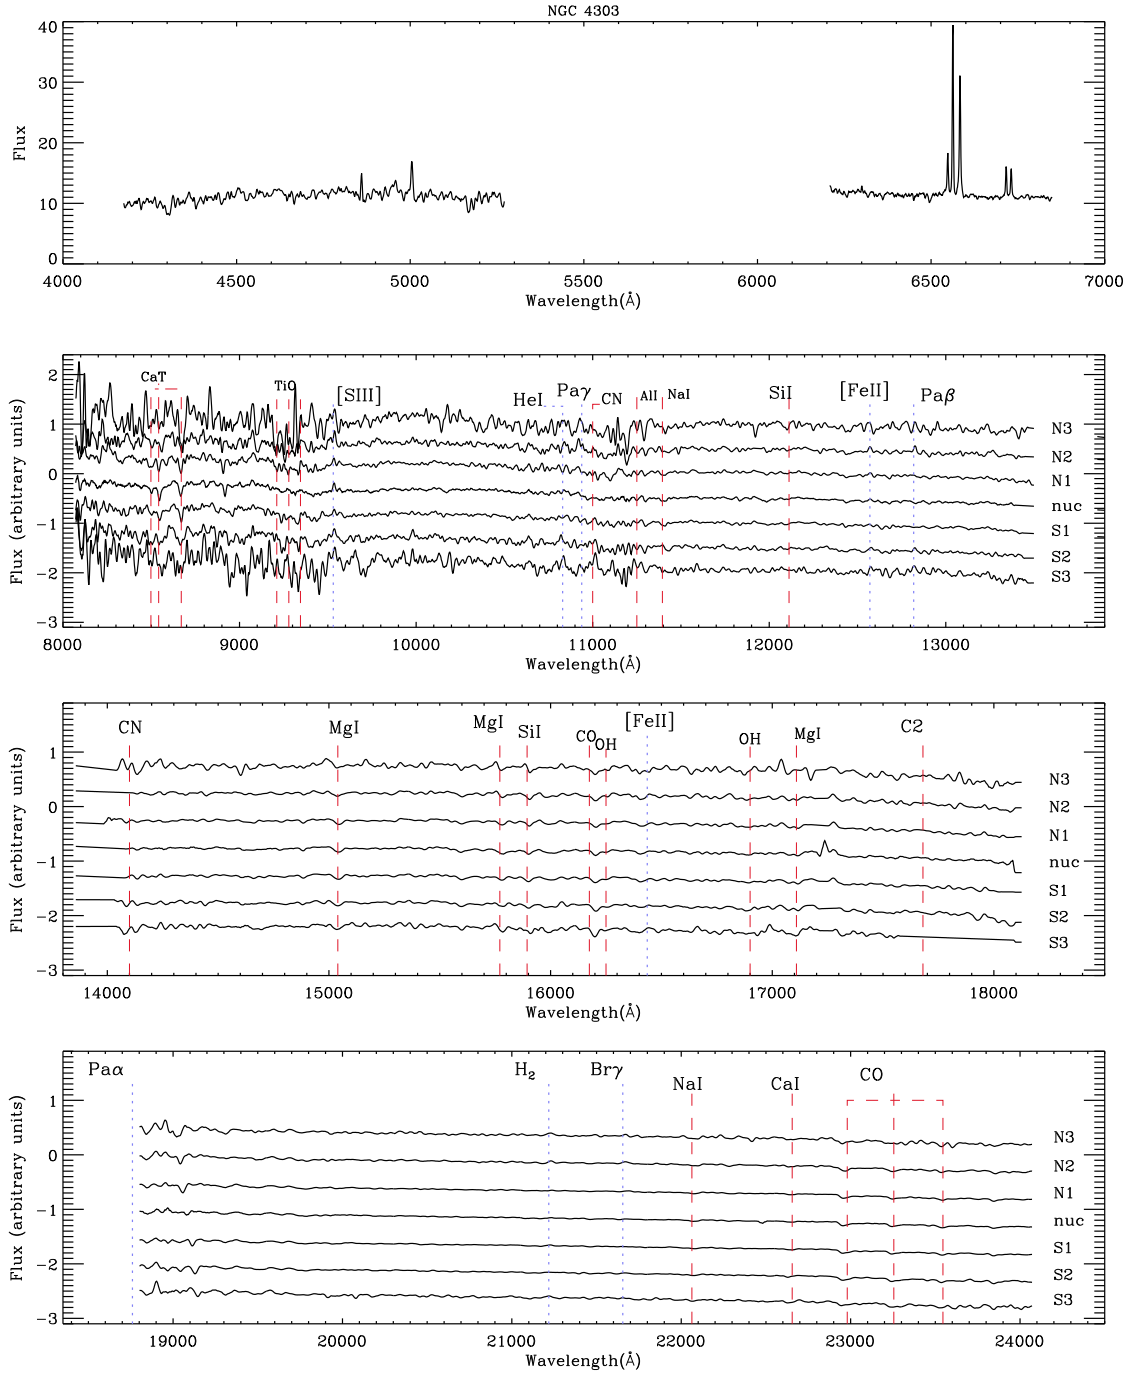 NGC 4303
40
30
20
10
0
Flux
4000 4500 5000 5500 6000 6500 7000
Wavelength(Å)
CaT TiO [SIII] HeI Paγ CN AlI NaI SiI [FeII] Paβ
2
1
0
−1
−2
−3
Flux (arbitrary units)
N3
N2
N1
nuc
S1
S2
S3
8000 9000 10000 11000 12000 13000
Wavelength(Å)
CN MgI MgI SiI CO OH [FeII] OH MgI C2
1
0
−1
−2
−3
Flux (arbitrary units)
N3
N2
N1
nuc
S1
S2
S3
14000 15000 16000 17000 18000
Wavelength(Å)
Paα H₂ Brγ NaI CaI CO
1
0
−1
−2
−3
Flux (arbitrary units)
N3
N2
N1
nuc
S1
S2
S3
19000 20000 21000 22000 23000 24000
Wavelength(Å)